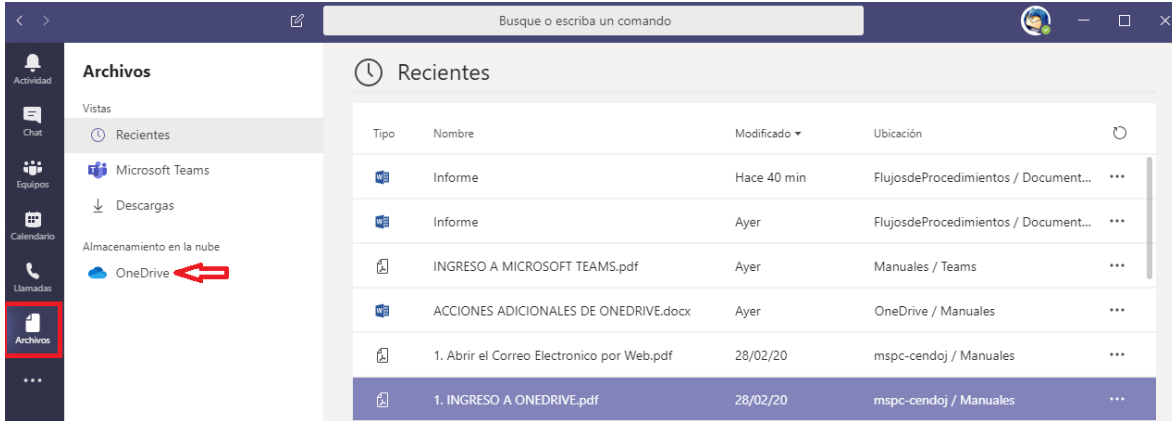 Busque o escriba un comando
Actividad
Chat
Equipos
Calendario
Llamadas
Archivos
Archivos
Vistas
Recientes
Microsoft Teams
Descargas
Almacenamiento en la nube
OneDrive
Recientes
Tipo Nombre Modificado Ubicación
Informe Hace 40 min FlujosdeProcedimientos / Document...
Informe Ayer FlujosdeProcedimientos / Document...
INGRESO A MICROSOFT TEAMS.pdf Ayer Manuales / Teams
ACCIONES ADICIONALES DE ONEDRIVE.docx Ayer OneDrive / Manuales
1. Abrir el Correo Electronico por Web.pdf 28/02/20 mspc-cendoj / Manuales
1. INGRESO A ONEDRIVE.pdf 28/02/20 mspc-cendoj / Manuales